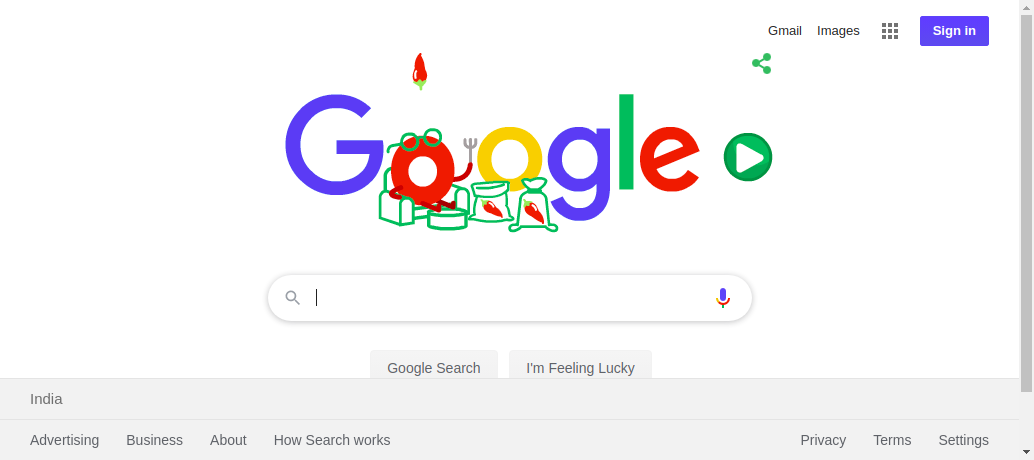 Gmail Images Sign in
Google
Google Search I'm Feeling Lucky
India
Advertising Business About How Search works Privacy Terms Settings